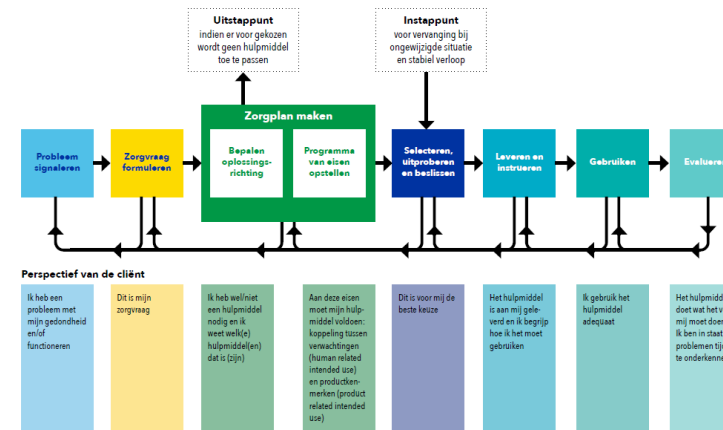 Uitstappunt
indien er voor gekozen
wordt geen hulpmiddel
toe te passen
Instappunt
voor vervanging bij
ongewijzigde situatie
en stabiel verloop
Probleem
signaleren
Zorgvraag
formuleren
Zorgplan maken
Bepalen
oplossings-
richting
Programma
van eisen
opstellen
Selecteren,
uitproberen
en beslissen
Leveren en
instrueren
Gebruiken
Evalueren
Perspectief van de cliënt
Ik heb een
probleem met
mijn gedondheid
en/of
functioneren
Dit is mijn
zorgvraag
Ik heb wel/niet
een hulpmiddel
nodig en ik
weet welk(e)
hulpmiddel(en)
dat is (zijn)
Aan deze eisen
moet mijn hulp-
middel voldoen:
koppeling tussen
verwachtingen
(human related
intended use)
en productken-
merken (product
related intended
use)
Dit is voor mij de
beste keuze
Het hulpmiddel
is aan mij gele-
verd en ik begrijp
hoe ik het moet
gebruiken
Ik gebruik het
hulpmiddel
adequaat
Het hulpmidd
doet wat het v
mij moet doen
Ik ben in staat
problemen tij
te onderkenne